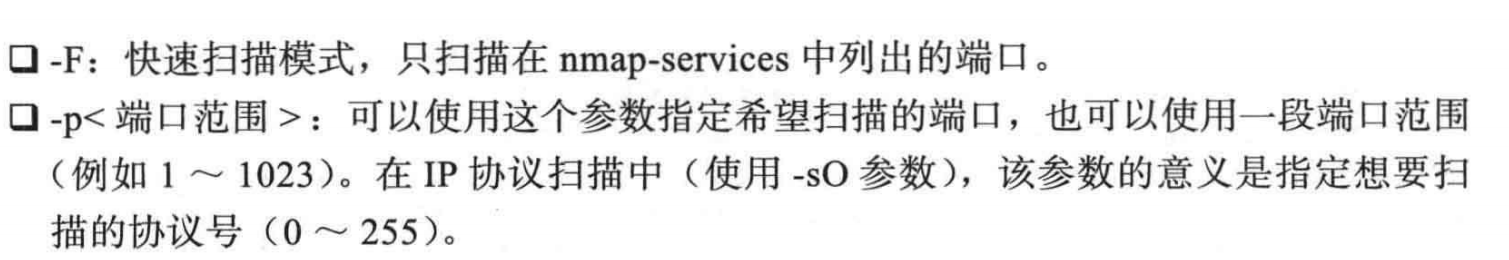 ❑ -F：快速扫描模式，只扫描在 nmap-services 中列出的端口。
❑ -p< 端口范围 >：可以使用这个参数指定希望扫描的端口，也可以使用一段端口范围
（例如 1 ～ 1023）。在 IP 协议扫描中（使用 -sO 参数），该参数的意义是指定想要扫
描的协议号（0 ～ 255）。